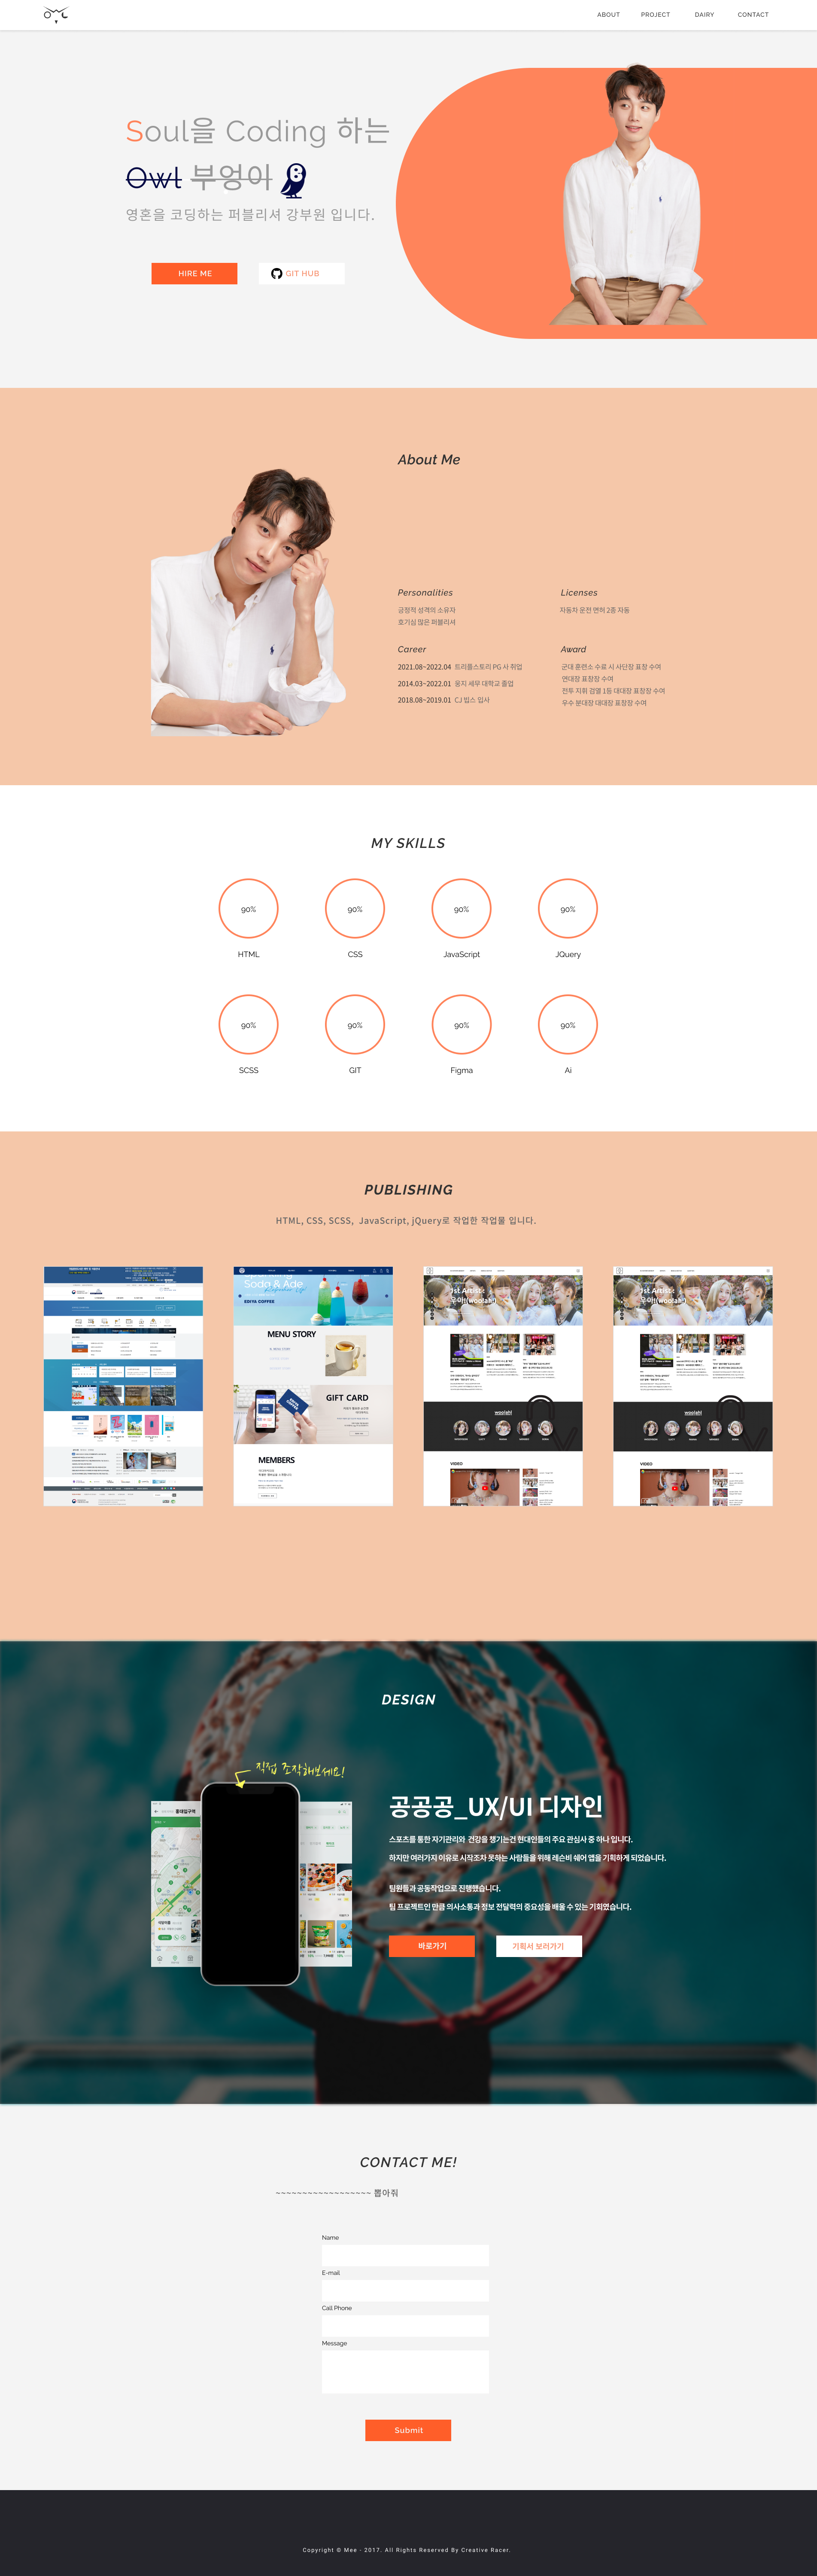 OWL
ABOUT
PROJECT
DAIRY
CONTACT
Soul을 Coding 하는
Owl 부엉이
영혼을 코딩하는 퍼블리셔 강부원 입니다.
HIRE ME
GIT HUB
About Me
Personalities
긍정적 성격의 소유자
호기심 많은 퍼블리셔
Licenses
자동차 운전 면허 2종 자동
Career
2021.08~2022.04 트리플스토리 PG 사 취업
2014.03~2022.01 웅지 세무 대학교 졸업
2018.08~2019.01 CJ 빕스 입사
Award
군대 훈련소 수료 시 사단장 표장 수여
연대장 표창장 수여
전투 지휘 검열 1등 대대장 표창장 수여
우수 분대장 대대장 표창장 수여
MY SKILLS
90%
90%
90%
90%
HTML
CSS
JavaScript
JQuery
90%
90%
90%
90%
SCSS
GIT
Figma
Ai
PUBLISHING
HTML, CSS, SCSS, JavaScript, jQuery로 작업한 작업물 입니다.
Soda & Ade
EDIYA COFFEE
MENU STORY
GIFT CARD
MEMBERS
1st Artist :
우아!(woo!ah!)
woo!ah!
VIDEO
1st Artist :
우아!(woo!ah!)
woo!ah!
VIDEO
DESIGN
직접 조작해보세요!
홍대입구역
공공공_UX/UI 디자인
스포츠를 통한 자기관리와 건강을 챙기는건 현대인들의 주요 관심사 중 하나 입니다.
하지만 여러가지 이유로 시작조차 못하는 사람들을 위해 레슨비 쉐어 앱을 기획하게 되었습니다.
팀원들과 공동작업으로 진행했습니다.
팀 프로젝트인 만큼 의사소통과 정보 전달력의 중요성을 배울 수 있는 기회였습니다.
바로가기
기획서 보러가기
CONTACT ME!
~~~~~~~~~~~~~~~~~~ 뽑아줘
Name
E-mail
Call Phone
Message
Submit
Copyright © Mee - 2017. All Rights Reserved By Creative Racer.